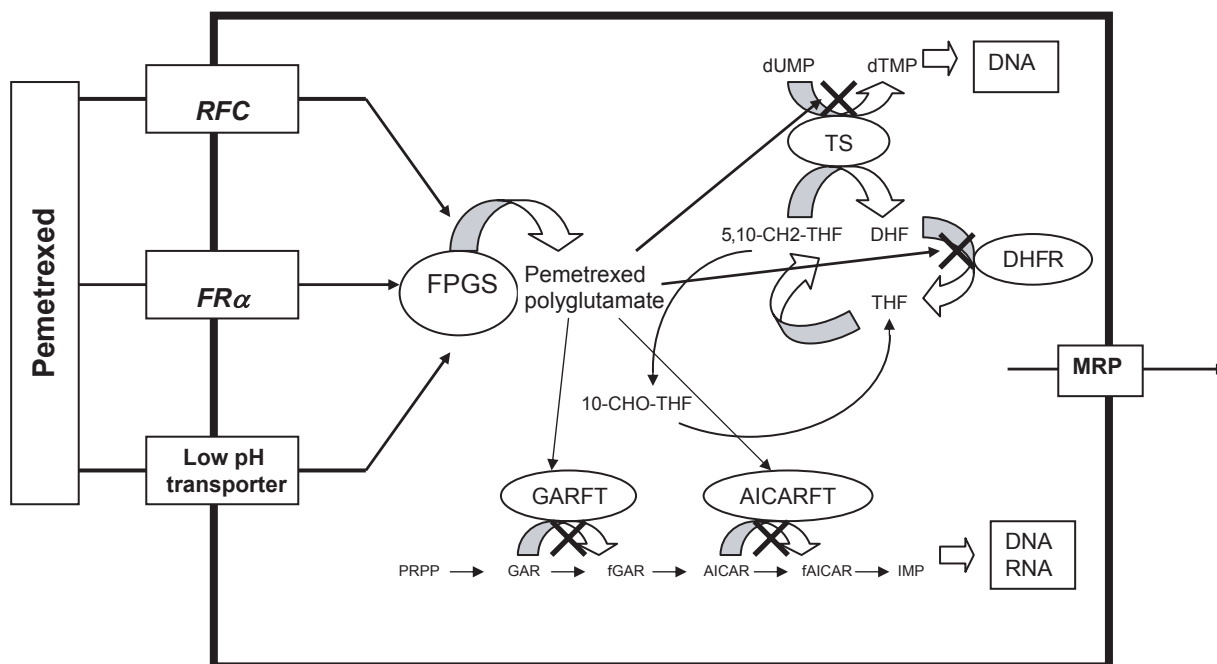 Pemetrexed
RFC
FRα
Low pH
transporter
FPGS
Pemetrexed
polyglutamate
dUMP
dTMP
DNA
TS
5,10-CH2-THF
DHF
DHFR
THF
10-CHO-THF
MRP
GARFT
AICARFT
PRPP
GAR
fGAR
AICAR
fAICAR
IMP
DNA
RNA